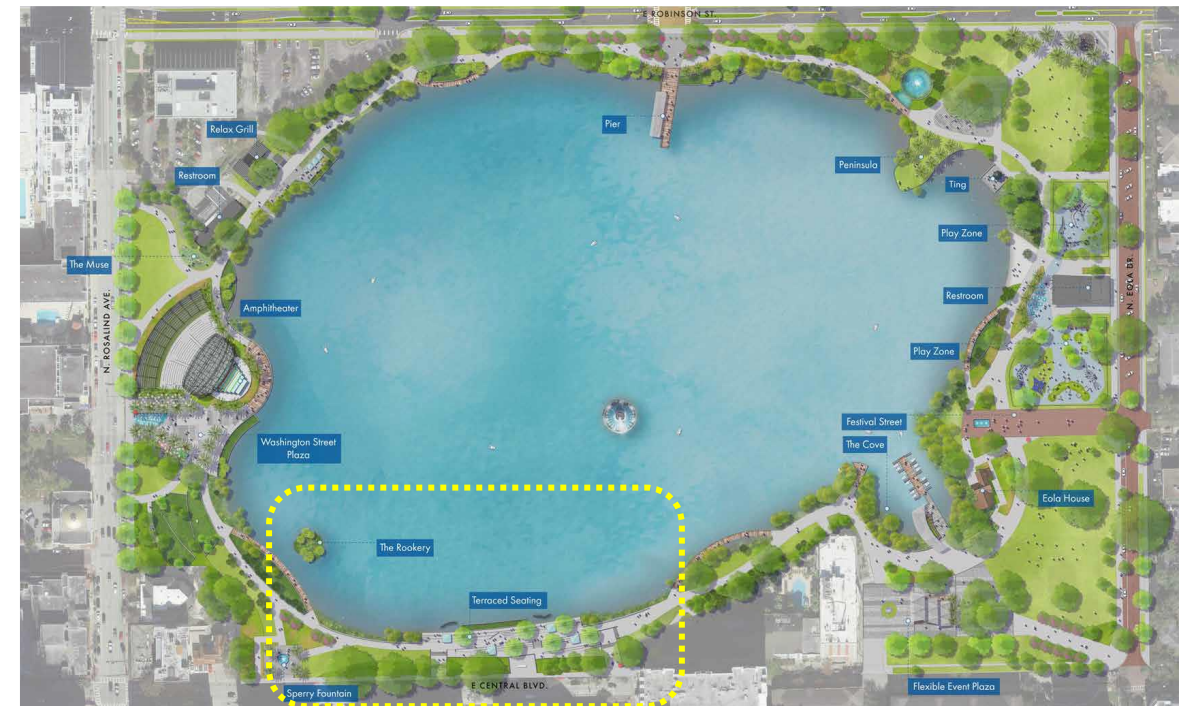 E ROBINSON ST.
Pier
Relax Grill
Restroom
Peninsula
Ting
Play Zone
The Muse
N. ROSALIND AVE.
Amphitheater
Restroom
N. EOLA DR.
Play Zone
Festival Street
The Cove
Washington Street
Plaza
Eola House
The Rookery
Terraced Seating
Sperry Fountain
E CENTRAL BLVD.
Flexible Event Plaza